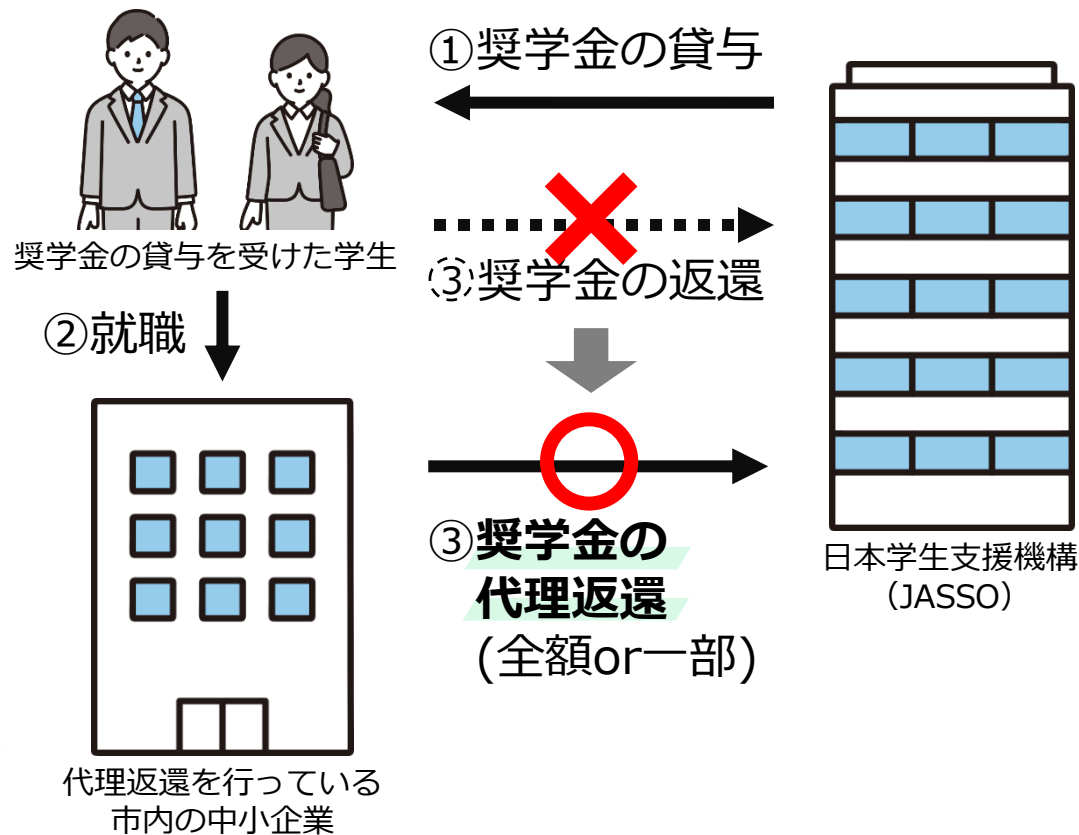 ①奨学金の貸与
奨学金の貸与を受けた学生
③奨学金の返還
②就職
③奨学金の
代理返還
(全額or一部)
日本学生支援機構
（JASSO）
代理返還を行っている
市内の中小企業